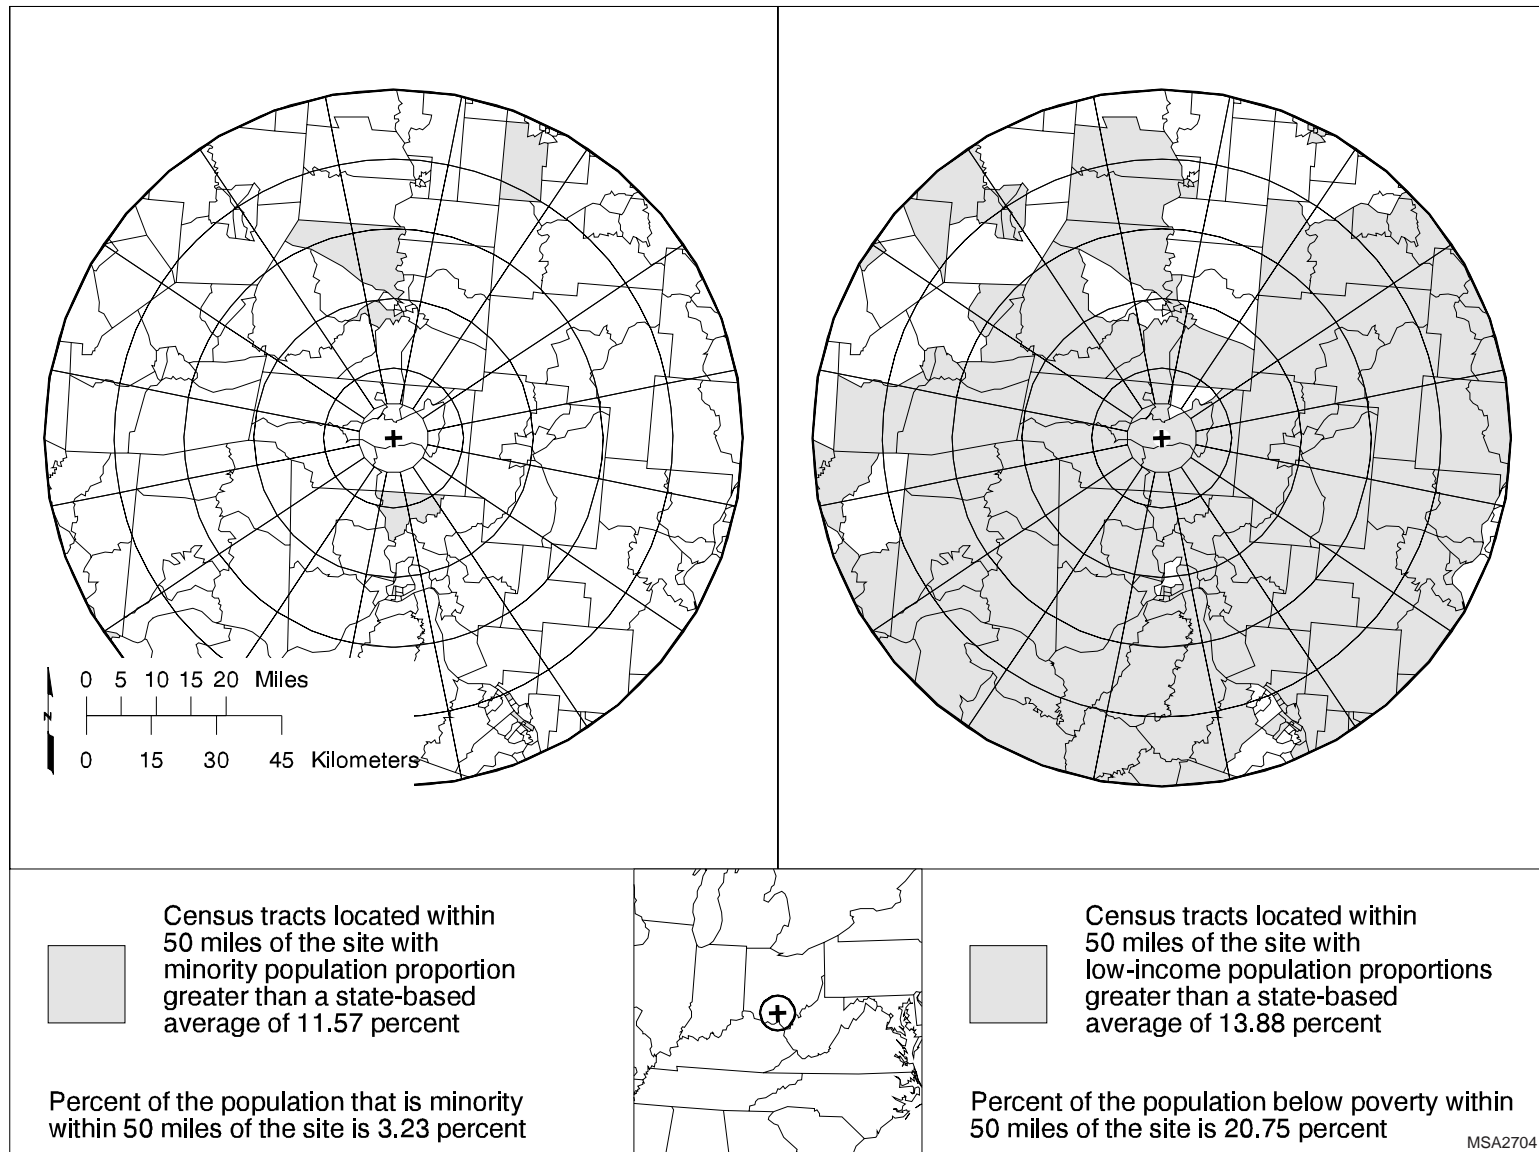 0 5 10 15 20 Miles
N
0 15 30 45 Kilometers
Census tracts located within
50 miles of the site with
minority population proportion
greater than a state-based
average of 11.57 percent
Percent of the population that is minority
within 50 miles of the site is 3.23 percent
Census tracts located within
50 miles of the site with
low-income population proportions
greater than a state-based
average of 13.88 percent
Percent of the population below poverty within
50 miles of the site is 20.75 percent
MSA2704